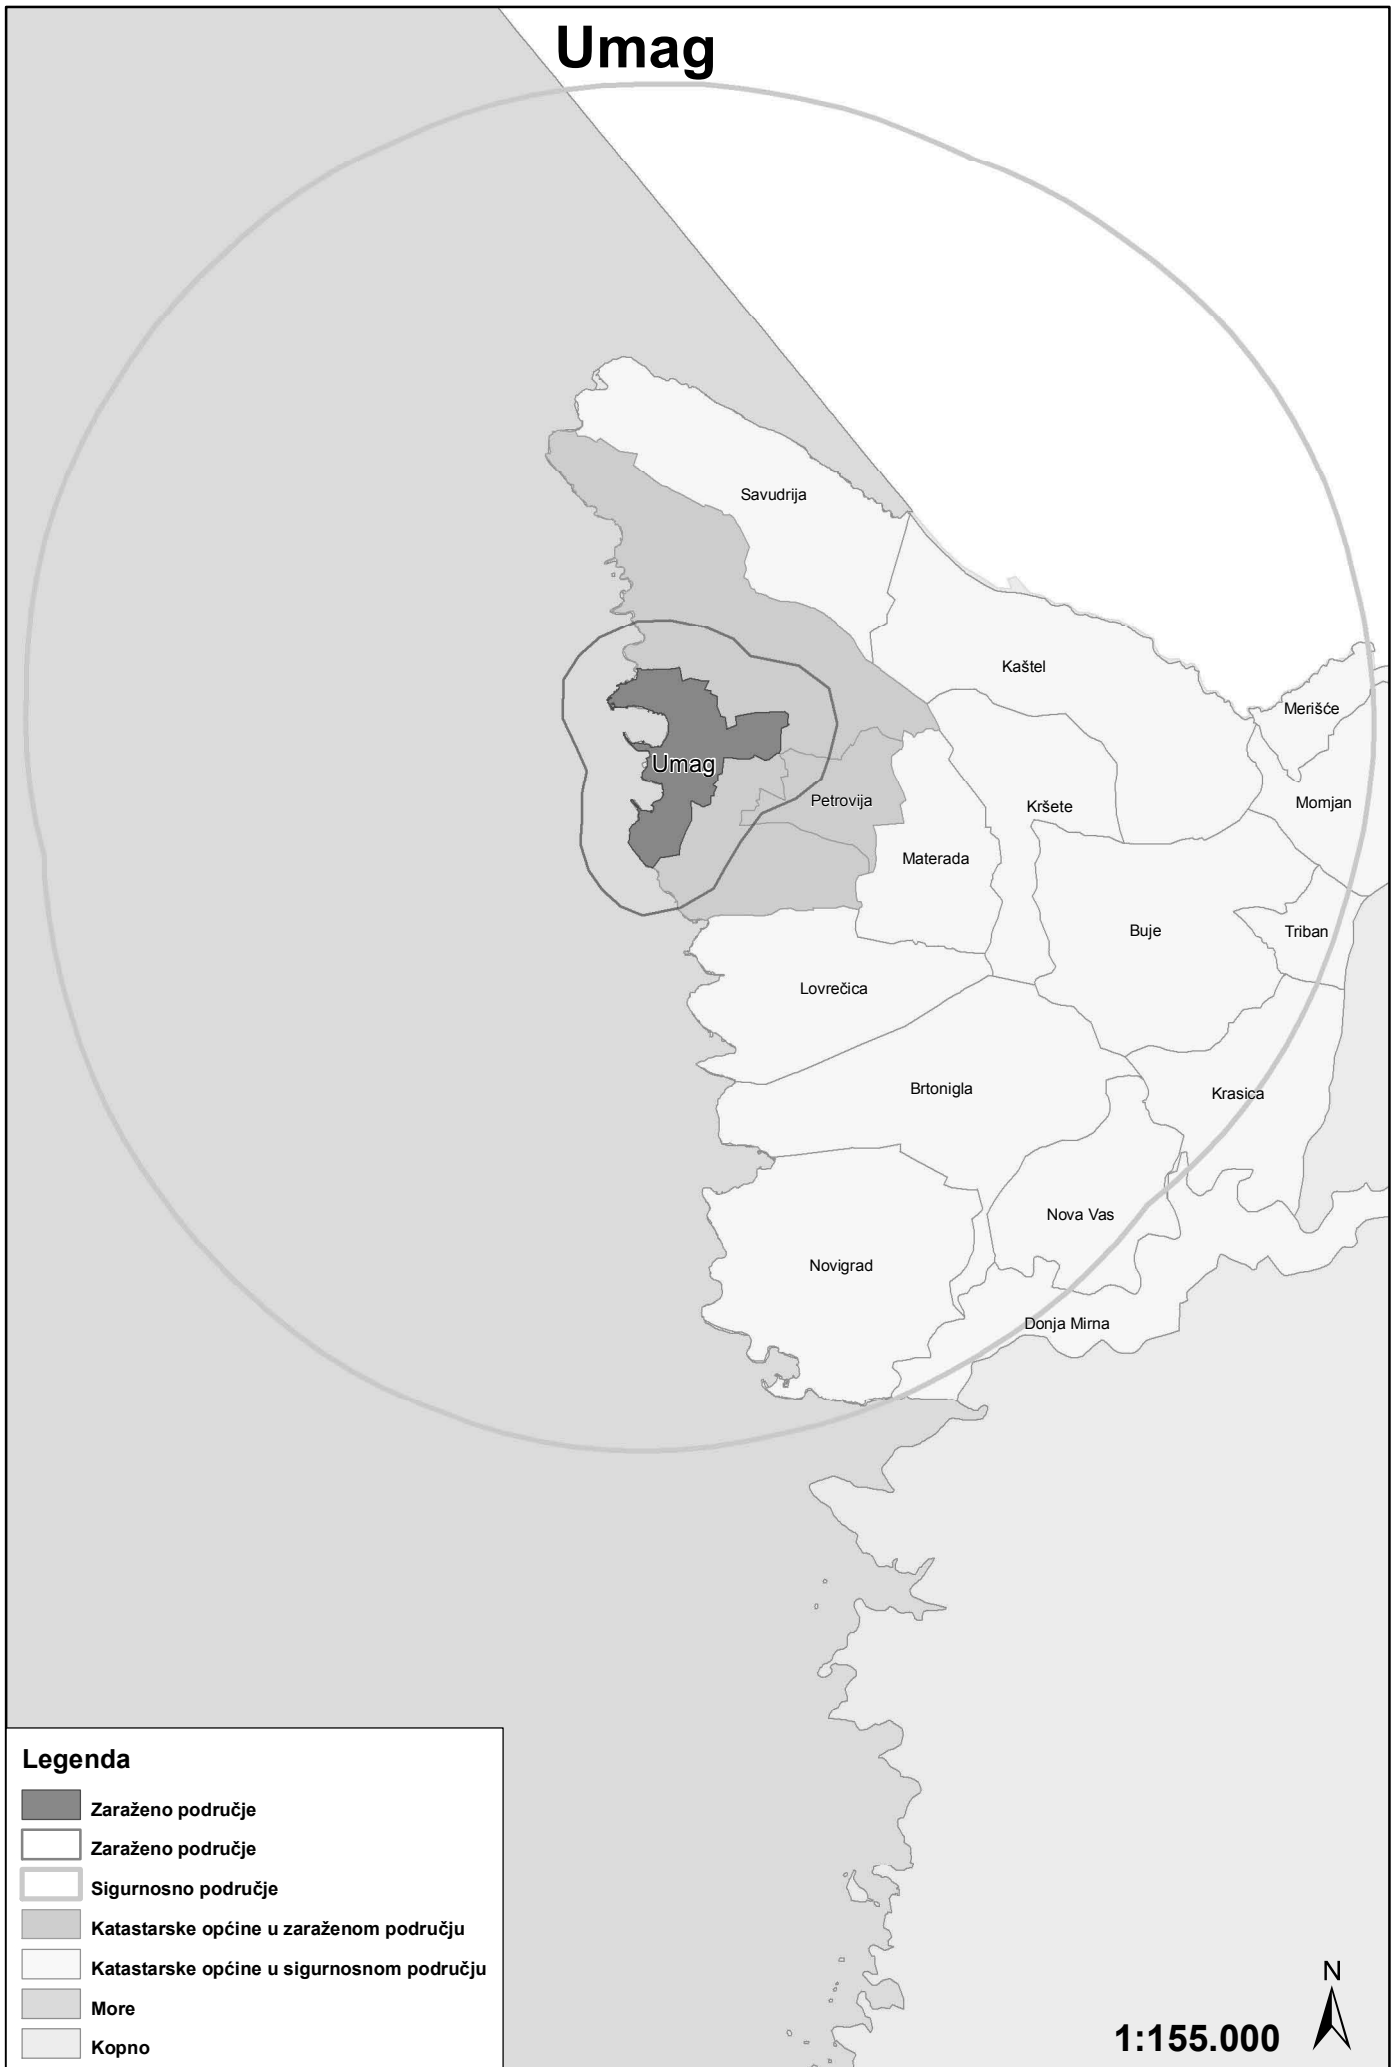 Umag
Savudrija
Kaštel
Merišće
Umag
Petrovija
Kršete
Momjan
Materada
Buje
Triban
Lovrečica
Brtonigla
Krasica
Nova Vas
Novigrad
Donja Mirna
Legenda
Zaraženo područje
Zaraženo područje
Sigurnosno područje
Katastarske općine u zaraženom području
Katastarske općine u sigurnosnom području
More
Kopno
N
1:155.000